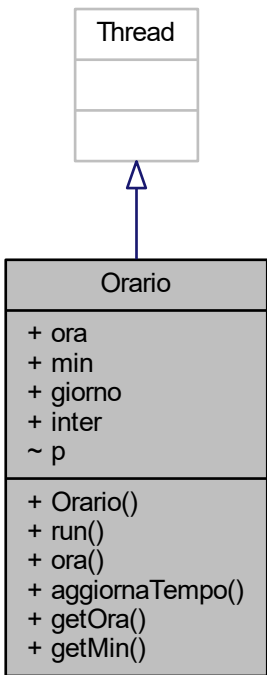 Thread
Orario
+ ora
+ min
+ giorno
+ inter
~ p
+ Orario()
+ run()
+ ora()
+ aggiornaTempo()
+ getOra()
+ getMin()